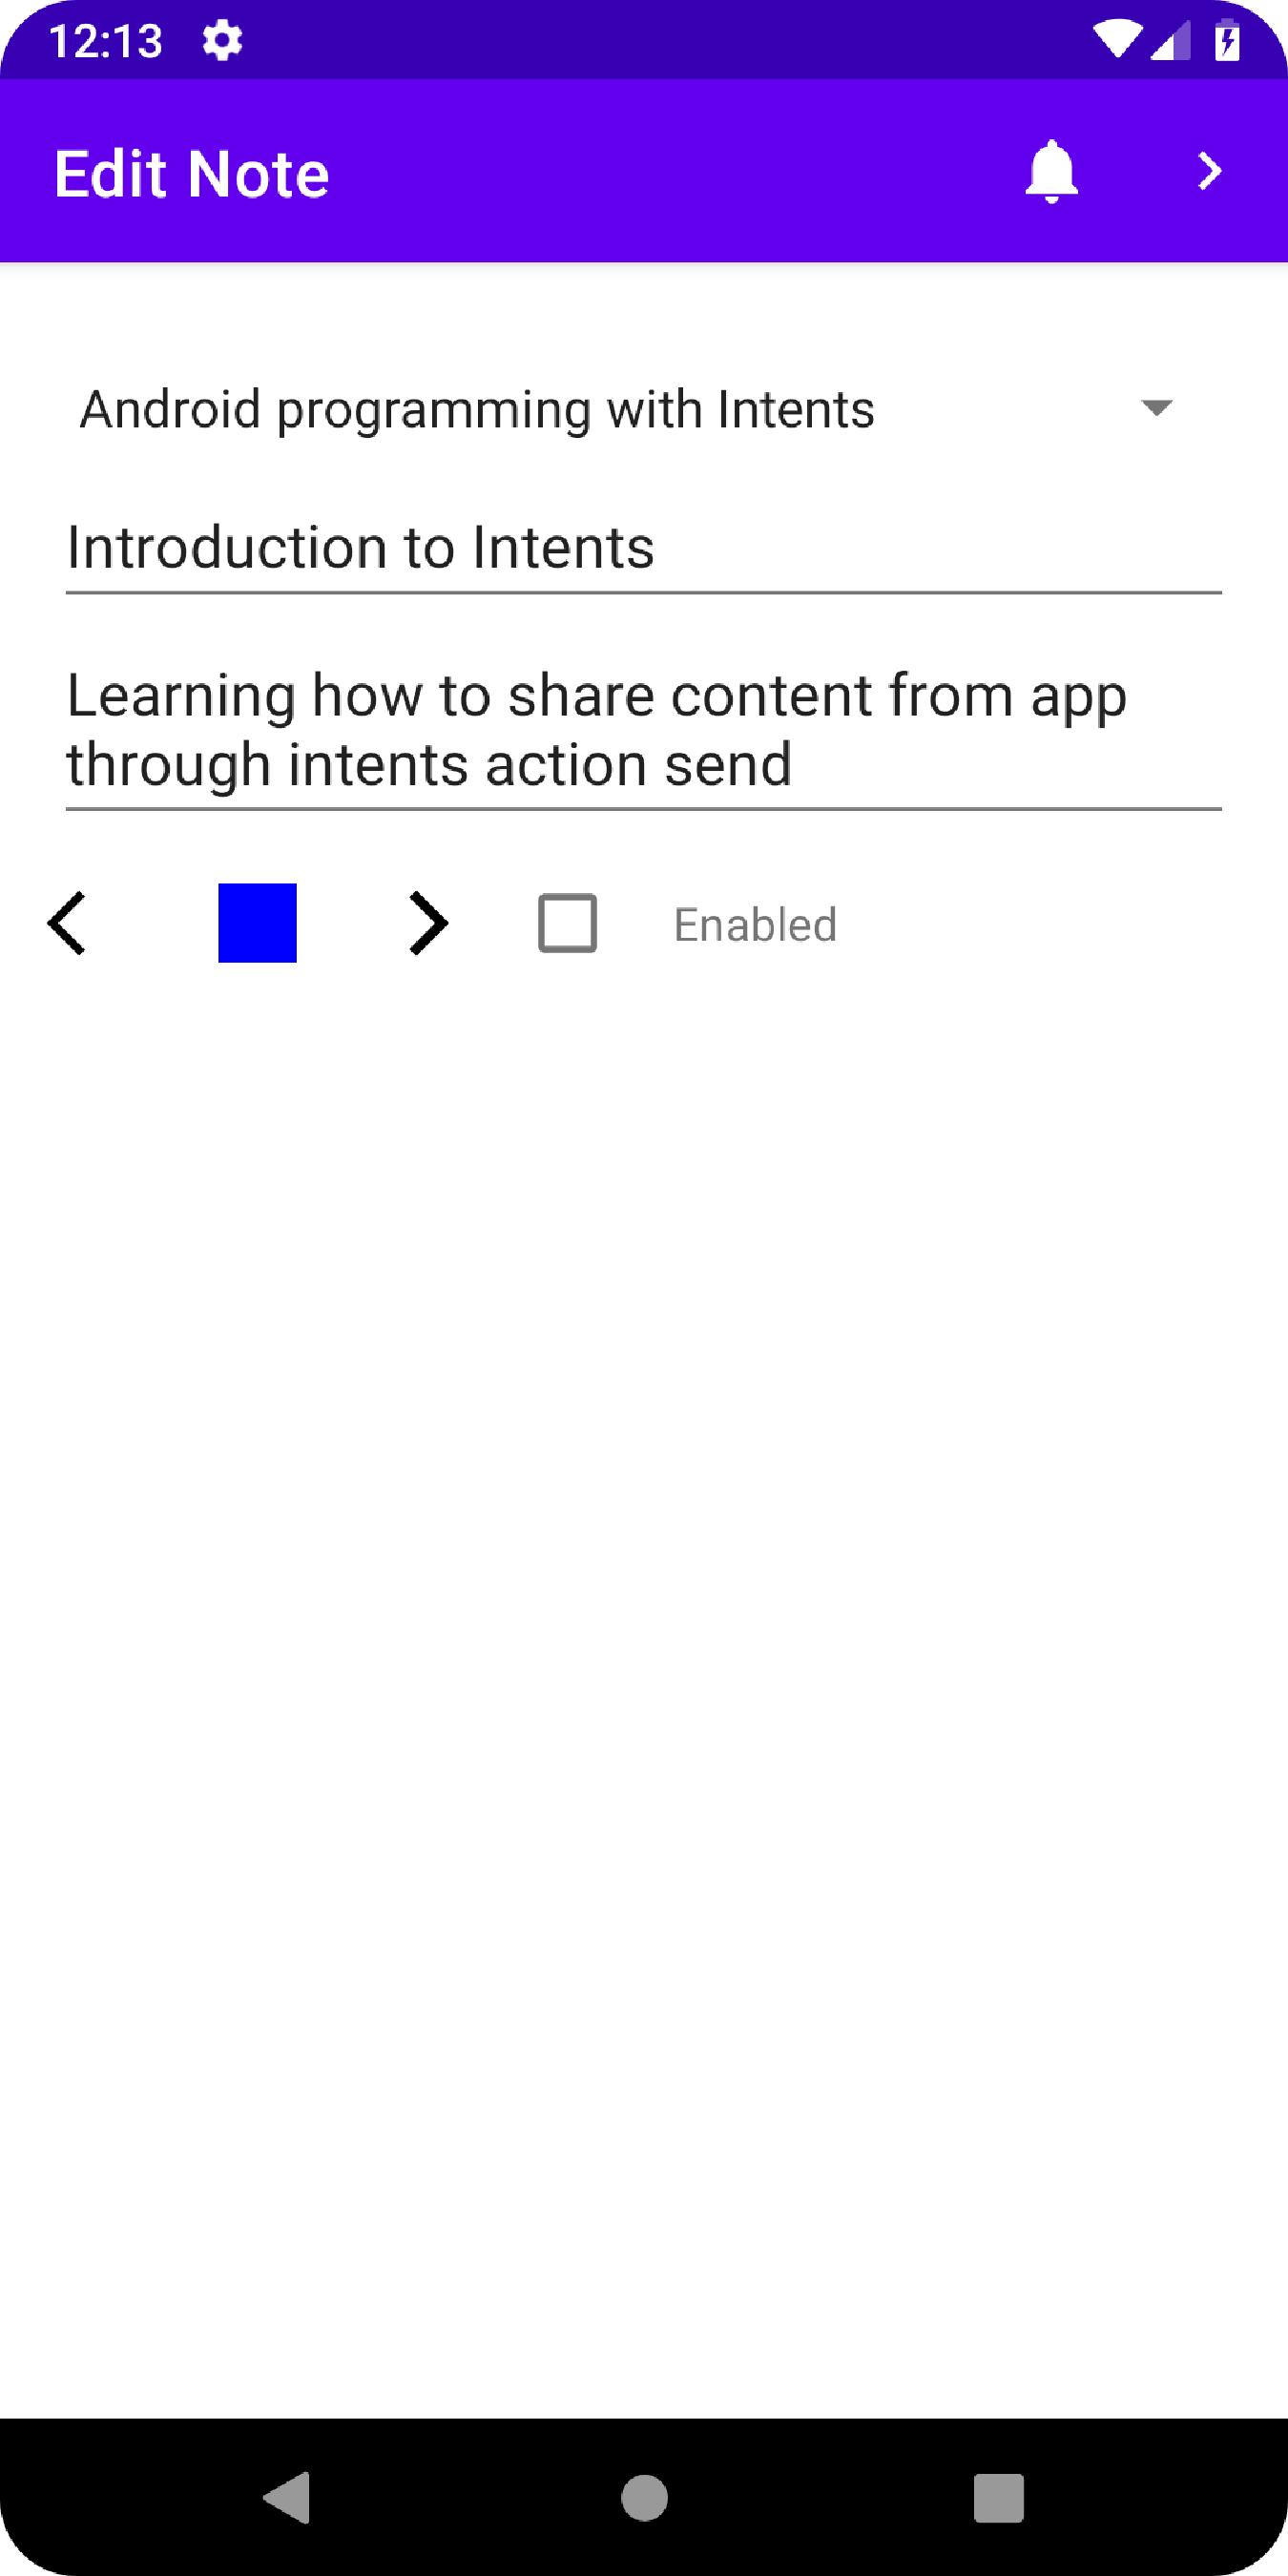 12:13
Edit Note
Android programming with Intents
Introduction to Intents
Learning how to share content from app
through intents action send
Enabled